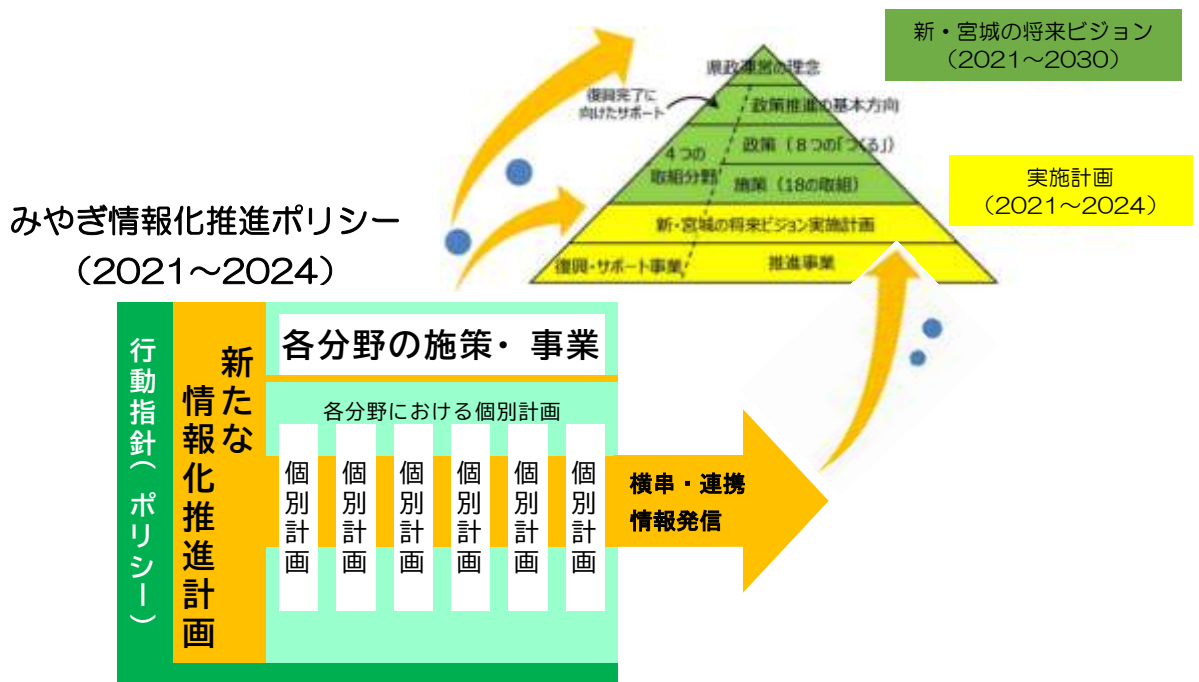 新・宮城の将来ビジョン
（2021～2030）
県政運営の理念
復興完了に
向けたサポート
政策推進の基本方向
政策（８つの「つくる」）
４つの
取組分野
施策（18の取組）
実施計画
（2021～2024）
新・宮城の将来ビジョン実施計画
復興・サポート事業
推進事業
みやぎ情報化推進ポリシー
（2021～2024）
行動指針（ポリシー）
新たな
情報化推進計画
各分野の施策・ 事業
各分野における個別計画
個別計画
個別計画
個別計画
個別計画
個別計画
個別計画
横串・連携
情報発信